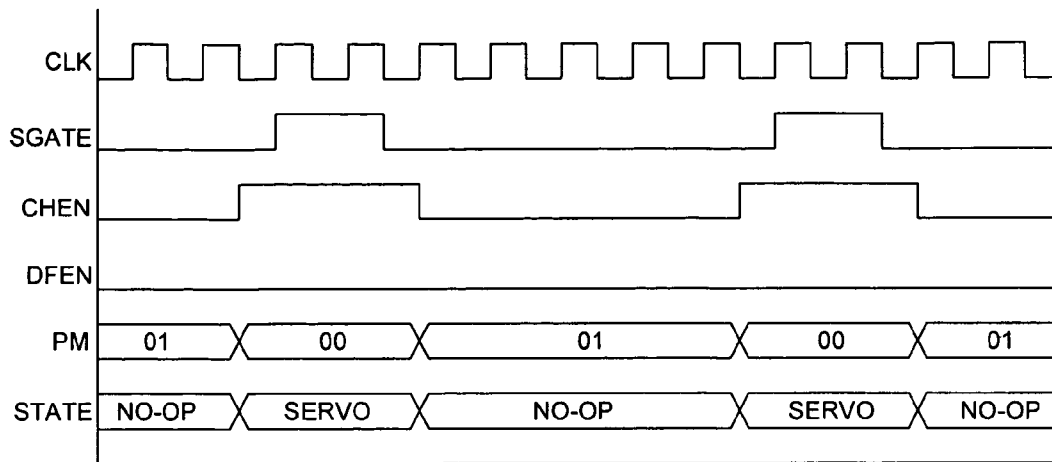 CLK
SGATE
CHEN
DFEN
PM 01 00 01 00 01
STATE NO-OP SERVO NO-OP SERVO NO-OP